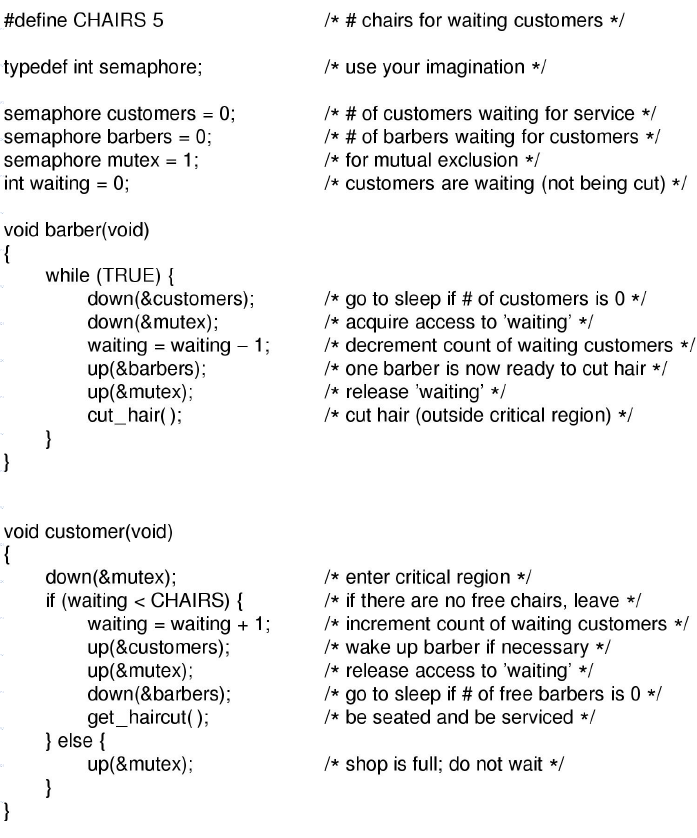 #define CHAIRS 5 /* # chairs for waiting customers */
typedef int semaphore; /* use your imagination */
semaphore customers = 0; /* # of customers waiting for service */
semaphore barbers = 0; /* # of barbers waiting for customers */
semaphore mutex = 1; /* for mutual exclusion */
int waiting = 0; /* customers are waiting (not being cut) */
void barber(void)
{
while (TRUE) {
down(&customers); /* go to sleep if # of customers is 0 */
down(&mutex); /* acquire access to 'waiting' */
waiting = waiting − 1; /* decrement count of waiting customers */
up(&barbers); /* one barber is now ready to cut hair */
up(&mutex); /* release 'waiting' */
cut_hair( ); /* cut hair (outside critical region) */
}
}
void customer(void)
{
down(&mutex); /* enter critical region */
if (waiting < CHAIRS) { /* if there are no free chairs, leave */
waiting = waiting + 1; /* increment count of waiting customers */
up(&customers); /* wake up barber if necessary */
up(&mutex); /* release access to 'waiting' */
down(&barbers); /* go to sleep if # of free barbers is 0 */
get_haircut( ); /* be seated and be serviced */
} else {
up(&mutex); /* shop is full; do not wait */
}
}